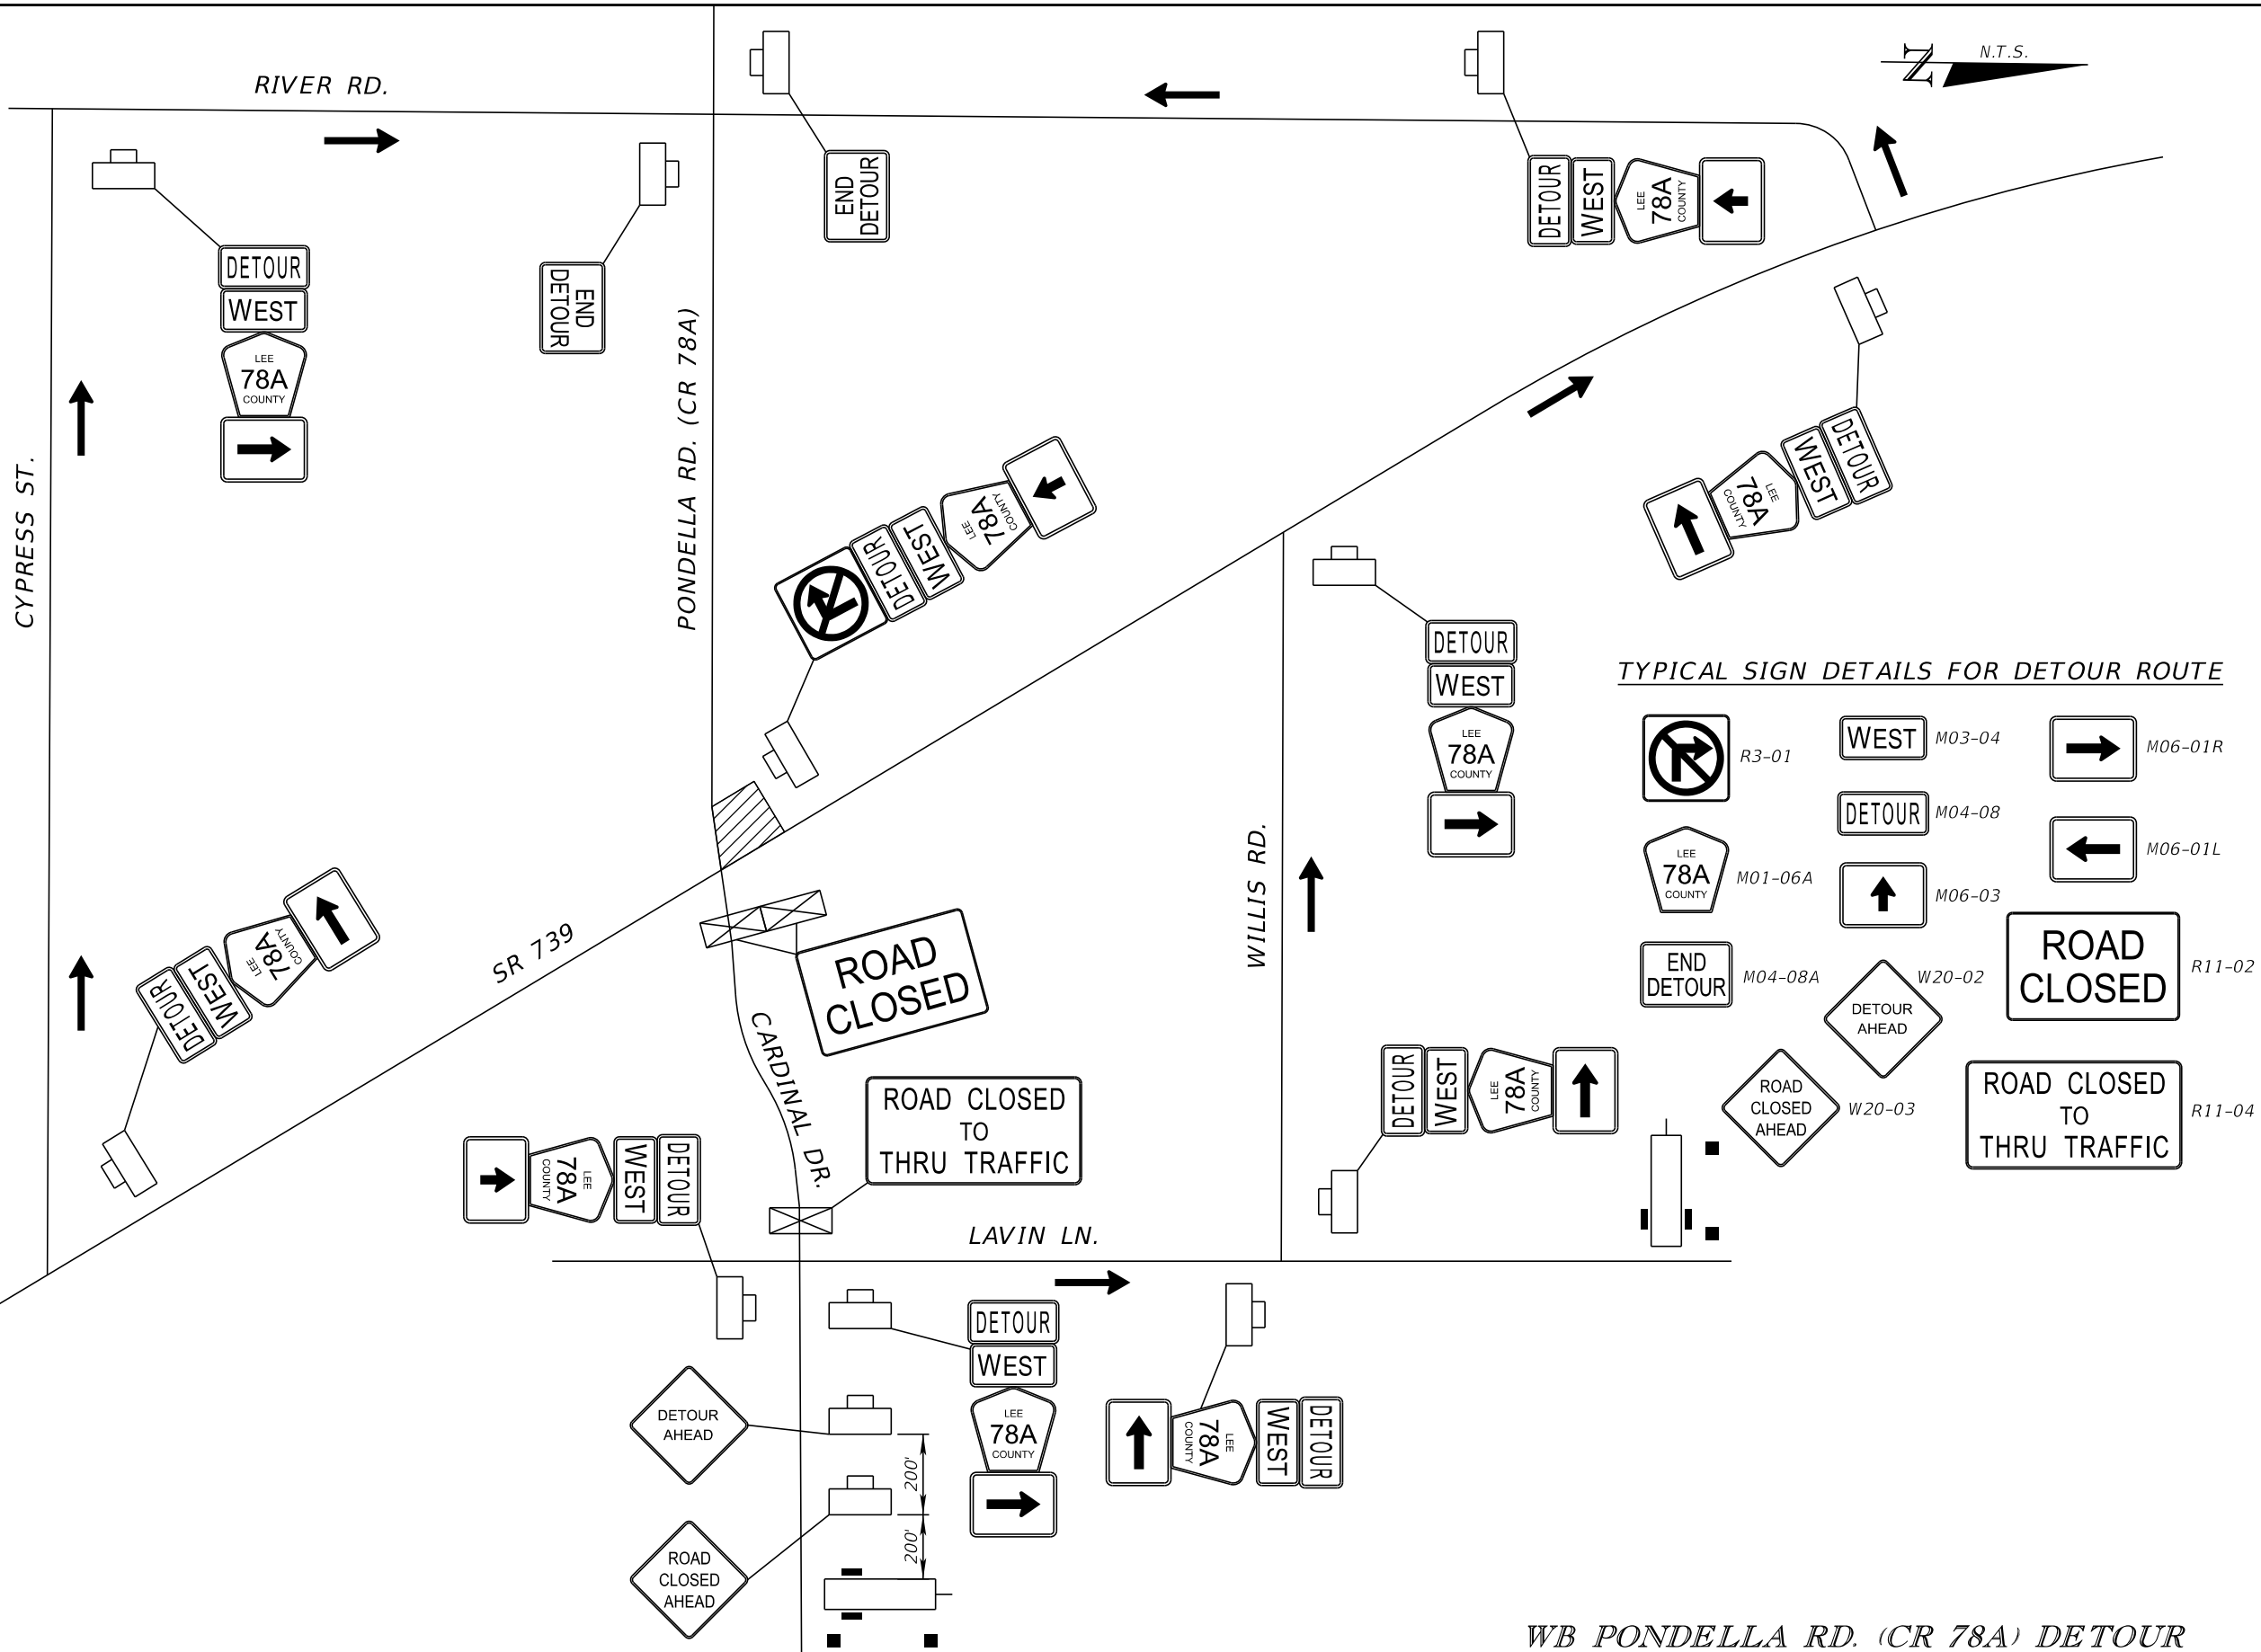 N
N.T.S.
RIVER RD.
END
DETOUR
DETOUR
WEST
LEE
78A
COUNTY
DETOUR
WEST
LEE
78A
COUNTY
END
DETOUR
CYPRESS ST.
PONDELLA RD. (CR 78A)
DETOUR
WEST
LEE
78A
COUNTY
DETOUR
WEST
LEE
78A
COUNTY
DETOUR
WEST
LEE
78A
COUNTY
TYPICAL SIGN DETAILS FOR DETOUR ROUTE
R3-01
WEST
M03-04
M06-01R
DETOUR
M04-08
M06-01L
LEE
78A
COUNTY
M01-06A
M06-03
END
DETOUR
M04-08A
DETOUR
AHEAD
W20-02
ROAD
CLOSED
R11-02
ROAD
CLOSED
AHEAD
W20-03
ROAD CLOSED
TO
THRU TRAFFIC
R11-04
WILLIS RD.
SR 739
DETOUR
WEST
LEE
78A
COUNTY
ROAD
CLOSED
CARDINAL DR.
ROAD CLOSED
TO
THRU TRAFFIC
DETOUR
WEST
LEE
78A
COUNTY
DETOUR
WEST
LEE
78A
COUNTY
LAVIN LN.
DETOUR
WEST
LEE
78A
COUNTY
DETOUR
WEST
LEE
78A
COUNTY
DETOUR
AHEAD
200'
ROAD
CLOSED
AHEAD
200'
WB PONDELLA RD. (CR 78A) DETOUR